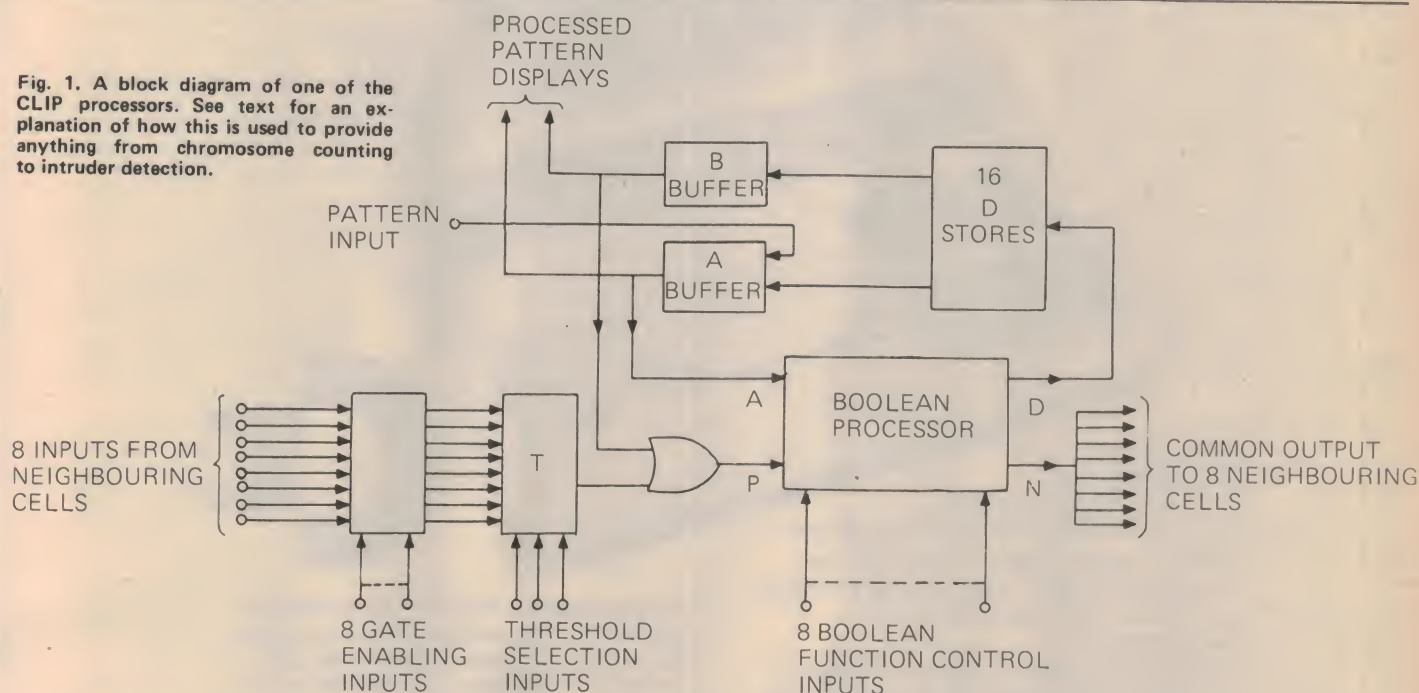 Fig. 1. A block diagram of one of the
CLIP processors. See text for an ex-
planation of how this is used to provide
anything from chromosome counting
to intruder detection.
PROCESSED
PATTERN
DISPLAYS
B
BUFFER
16
D
STORES
PATTERN
INPUT
A
BUFFER
8 INPUTS FROM
NEIGHBOURING
CELLS
T
A
P
BOOLEAN
PROCESSOR
D
N
COMMON OUTPUT
TO 8 NEIGHBOURING
CELLS
8 GATE
ENABLING
INPUTS
THRESHOLD
SELECTION
INPUTS
8 BOOLEAN
FUNCTION CONTROL
INPUTS